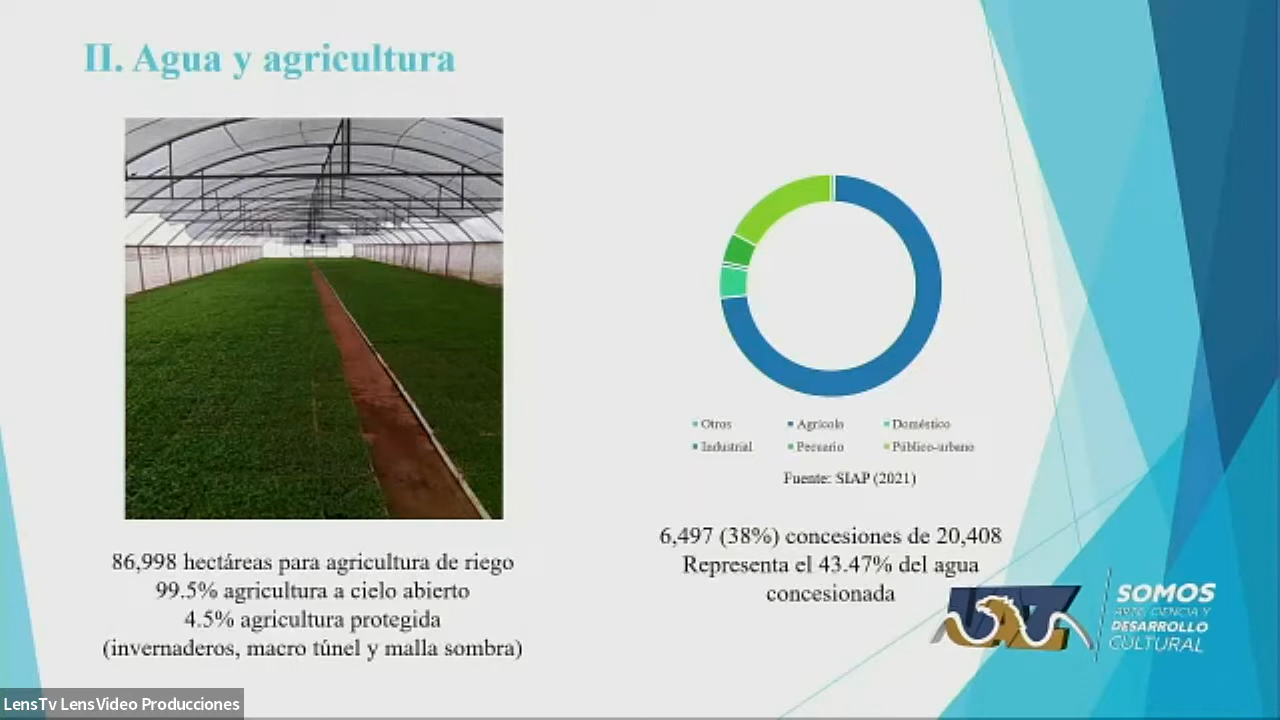 II. Agua y agricultura
Otros
Agrícola
Doméstico
Industrial
Pecuario
Público-urbano
Fuente: SIAP (2021)
86,998 hectáreas para agricultura de riego
99.5% agricultura a cielo abierto
4.5% agricultura protegida
(invernaderos, macro túnel y malla sombra)
6,497 (38%) concesiones de 20,408
Representa el 43.47% del agua
concesionada
UAZ
SOMOS
ARTE, CIENCIA Y
DESARROLLO
CULTURAL
LensTv LensVideo Producciones